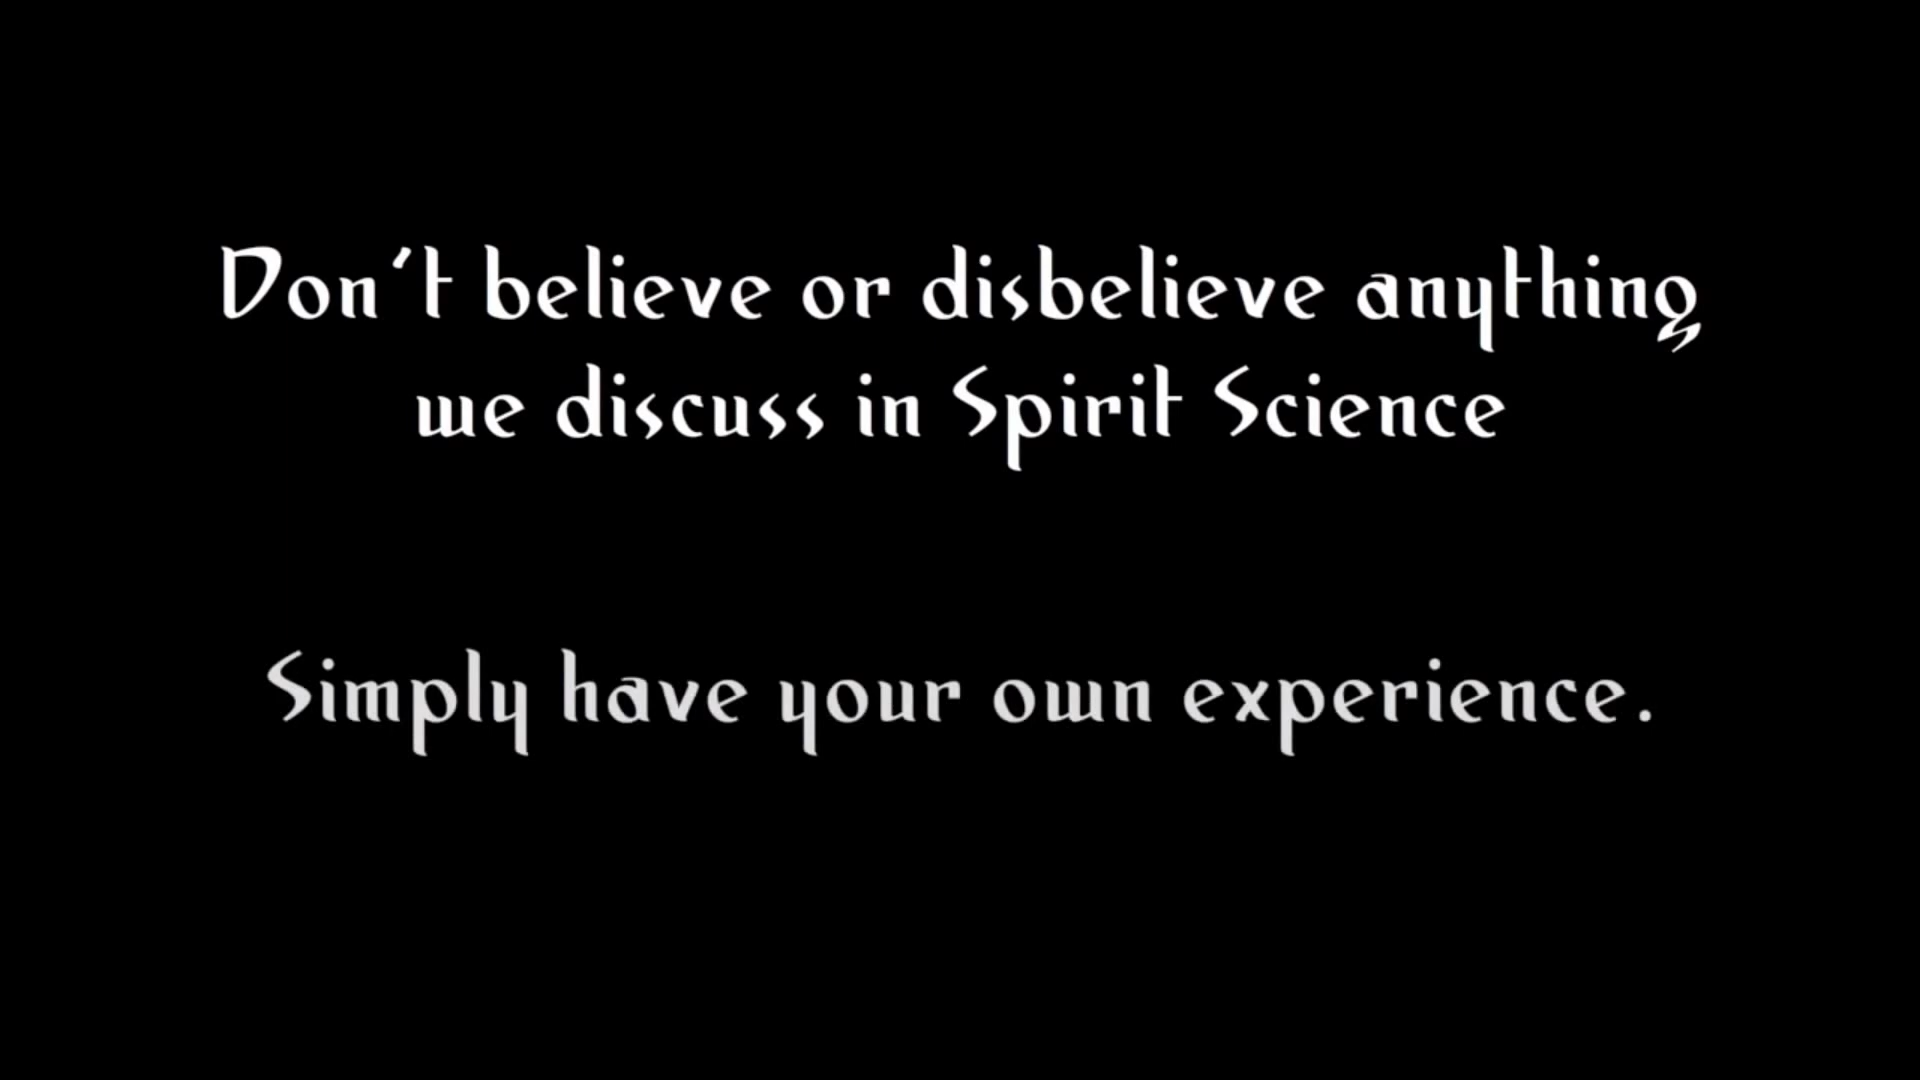 Don't believe or disbelieve anything
we discuss in Spirit Science
Simply have your own experience.